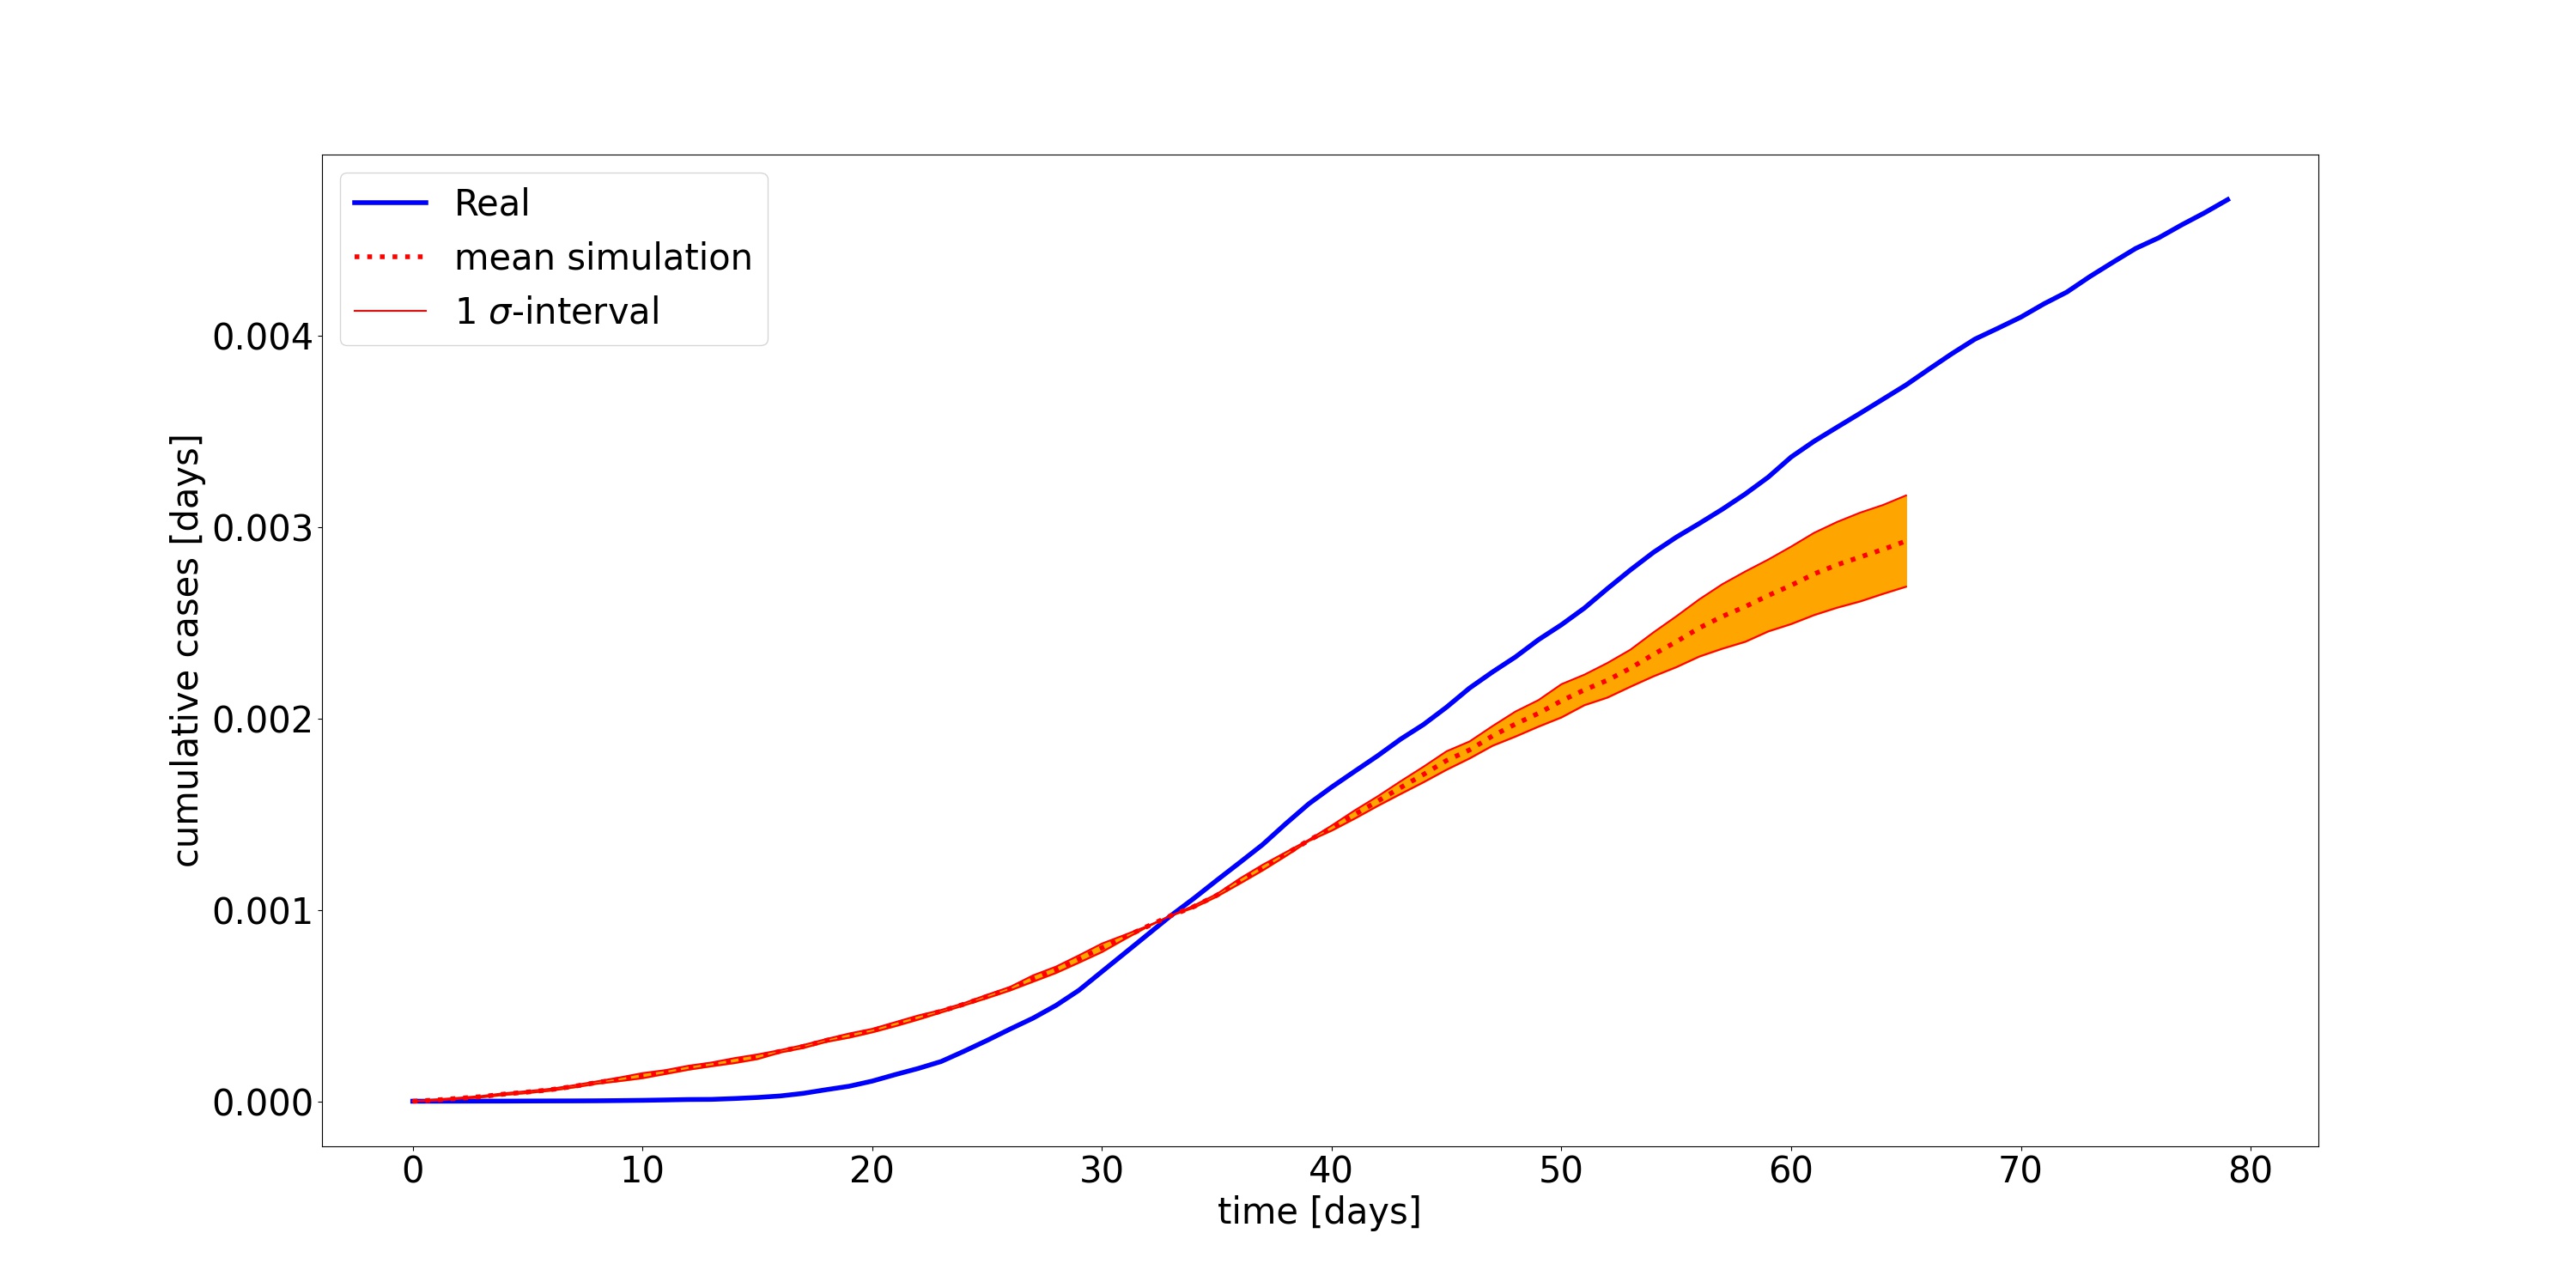 Real
mean simulation
1 σ-interval
cumulative cases [days]
0.004
0.003
0.002
0.001
0.000
0 10 20 30 40 50 60 70 80
time [days]